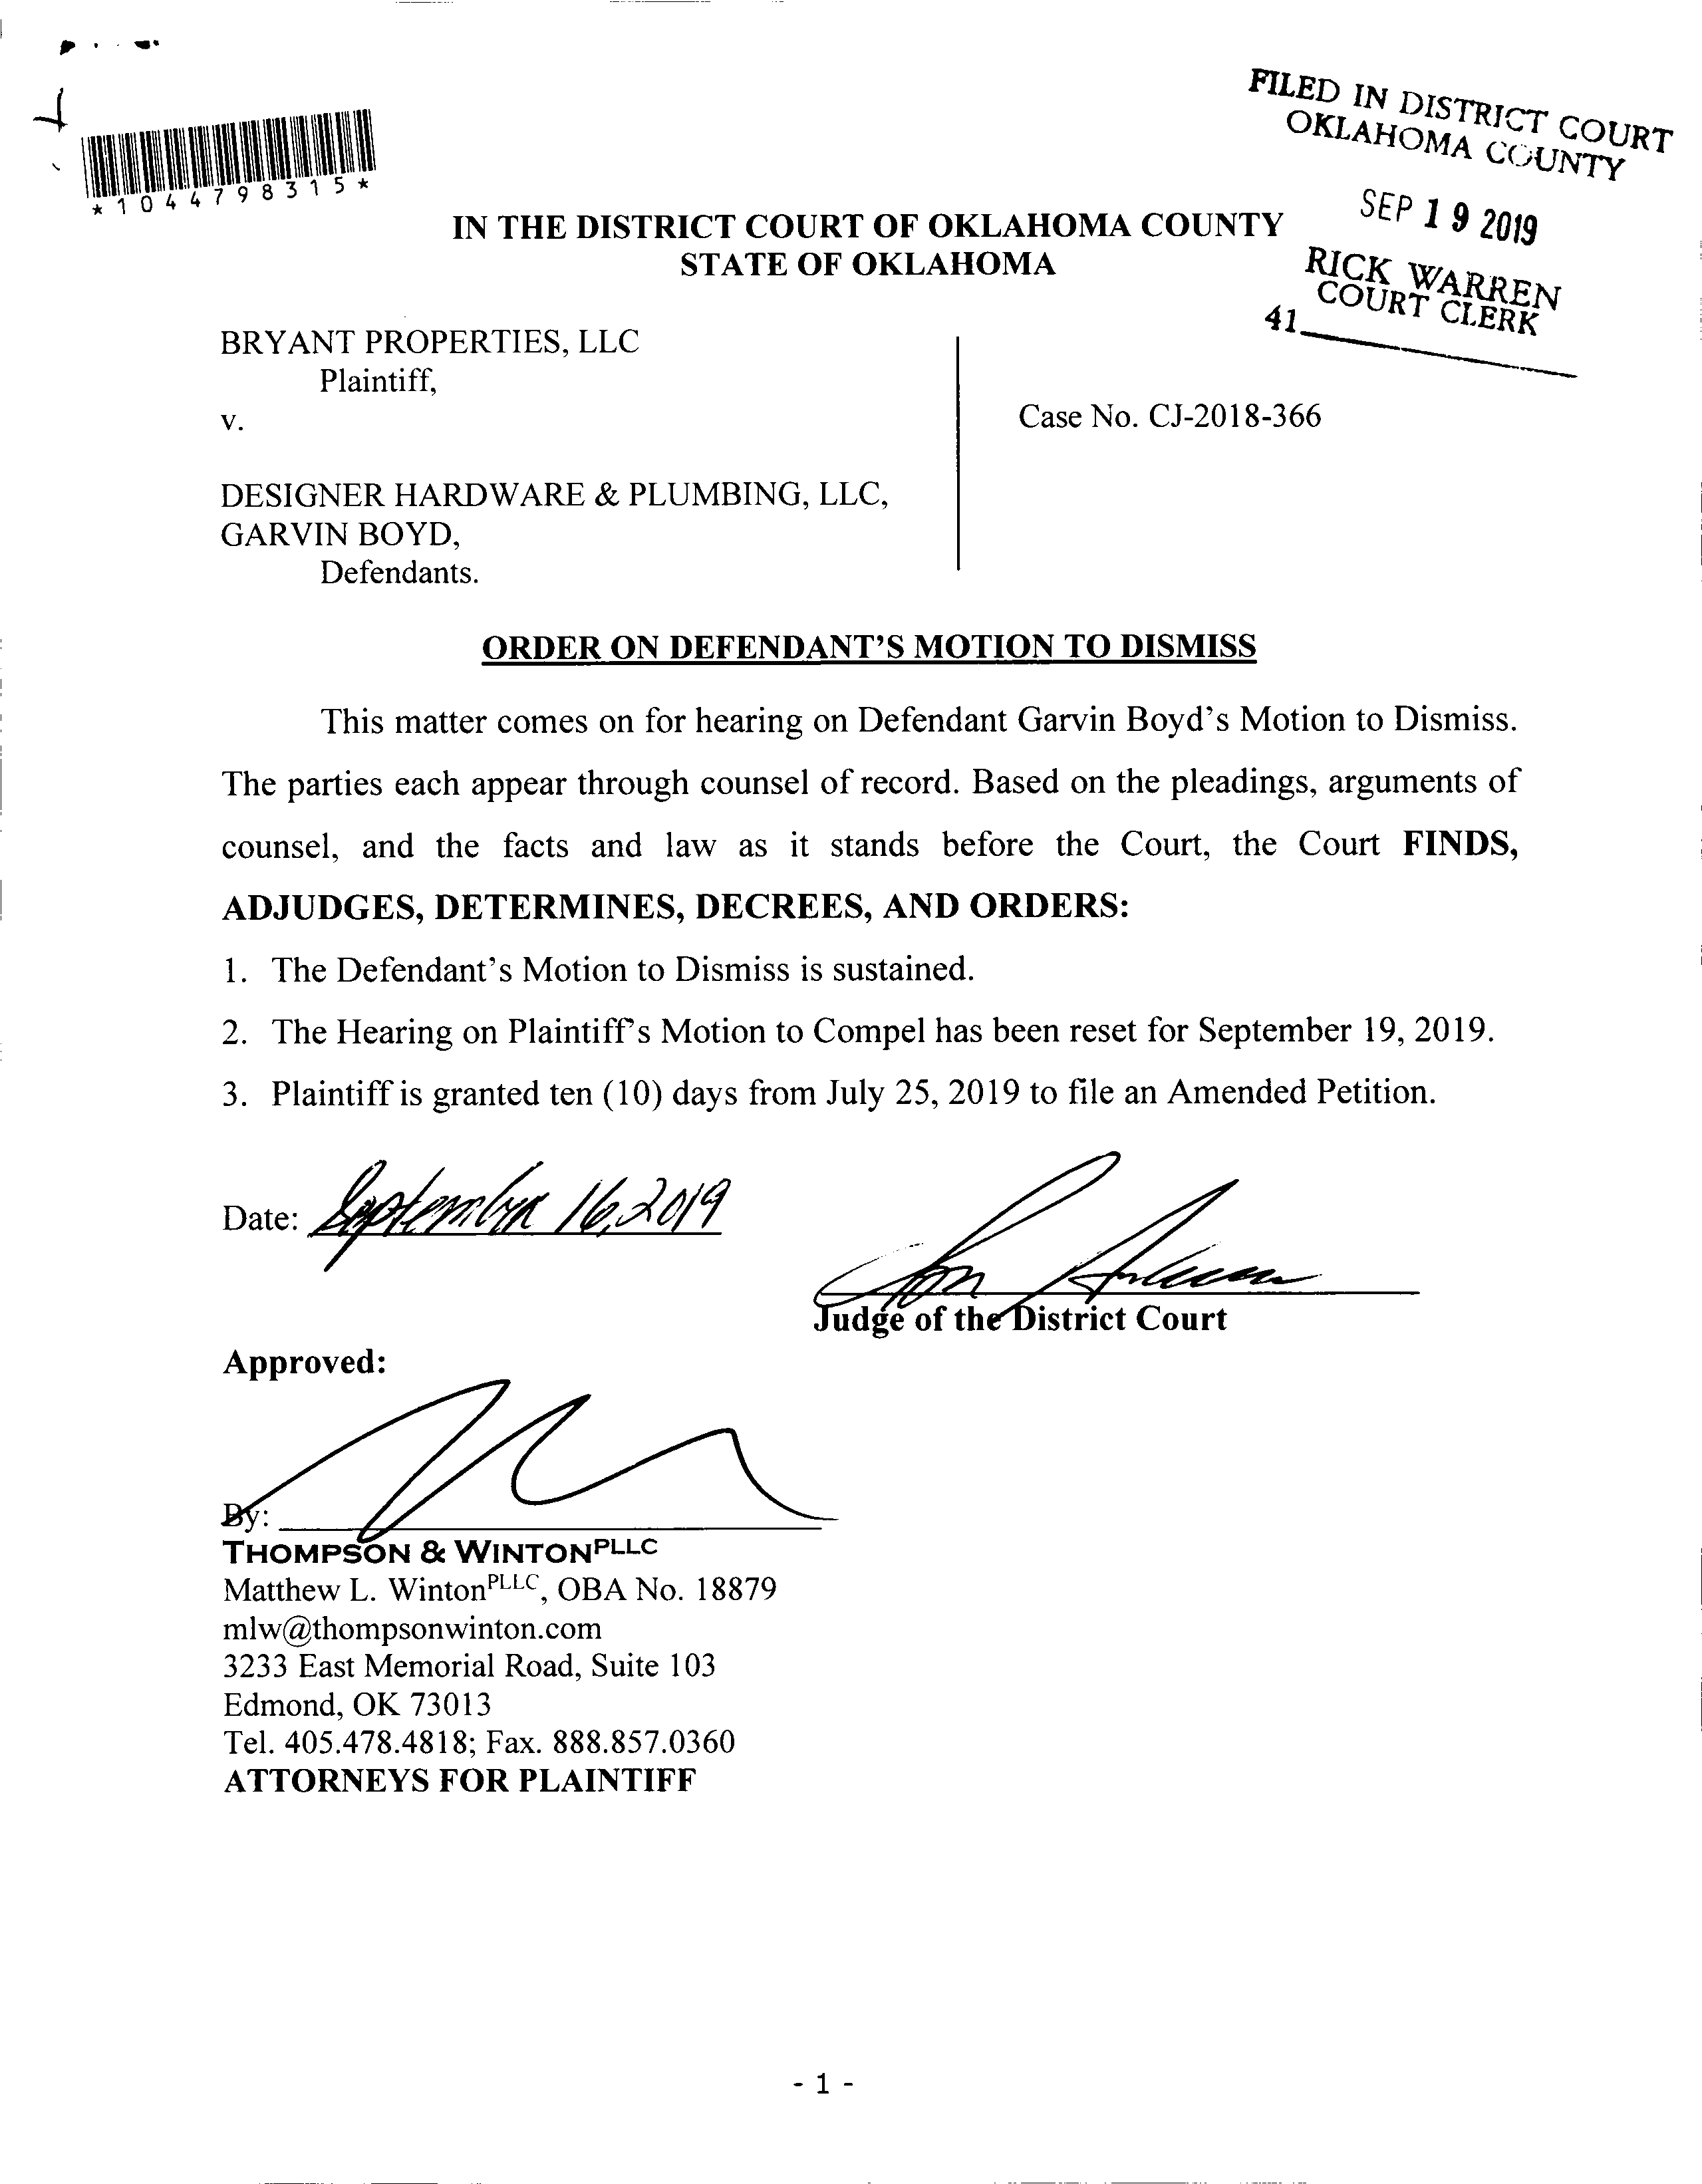 *1044798315*
FILED IN DISTRICT COURT
OKLAHOMA COUNTY
SEP 19 2019
RICK WARREN
COURT CLERK
41
IN THE DISTRICT COURT OF OKLAHOMA COUNTY
STATE OF OKLAHOMA
BRYANT PROPERTIES, LLC
Plaintiff,
v.
Case No. CJ-2018-366
DESIGNER HARDWARE & PLUMBING, LLC,
GARVIN BOYD,
Defendants.
ORDER ON DEFENDANT'S MOTION TO DISMISS
This matter comes on for hearing on Defendant Garvin Boyd's Motion to Dismiss.
The parties each appear through counsel of record. Based on the pleadings, arguments of
counsel, and the facts and law as it stands before the Court, the Court FINDS,
ADJUDGES, DETERMINES, DECREES, AND ORDERS:
1. The Defendant's Motion to Dismiss is sustained.
2. The Hearing on Plaintiff's Motion to Compel has been reset for September 19, 2019.
3. Plaintiff is granted ten (10) days from July 25, 2019 to file an Amended Petition.
Date: September 16, 2019
Judge of the District Court
Approved:
By:
THOMPSON & WINTONPLLC
Matthew L. WintonPLLC, OBA No. 18879
mlw@thompsonwinton.com
3233 East Memorial Road, Suite 103
Edmond, OK 73013
Tel. 405.478.4818; Fax. 888.857.0360
ATTORNEYS FOR PLAINTIFF
- 1 -